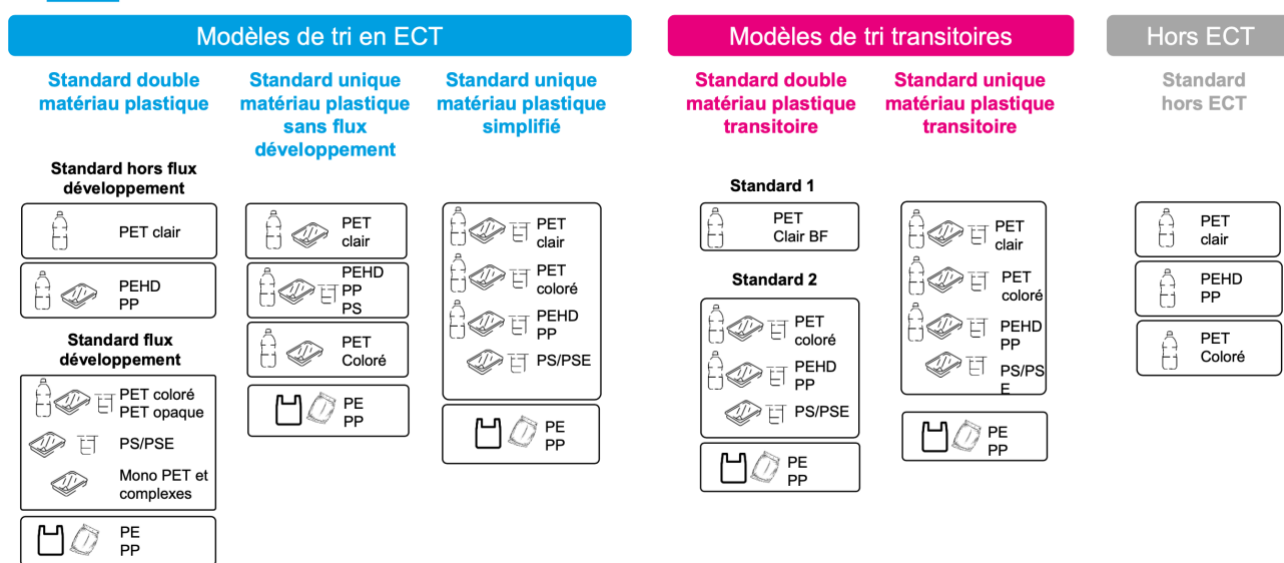 Modèles de tri en ECT
Standard double
matériau plastique
Standard hors flux
développement
PET clair
PEHD
PP
Standard flux
développement
PET coloré
PET opaque
PS/PSE
Mono PET et
complexes
PE
PP
Standard unique
matériau plastique
sans flux
développement
PET
clair
PEHD
PP
PS
PET
Coloré
PE
PP
Standard unique
matériau plastique
simplifié
PET
clair
PET
coloré
PEHD
PP
PS/PSE
PE
PP
Modèles de tri transitoires
Standard double
matériau plastique
transitoire
Standard 1
PET
Clair BF
Standard 2
PET
coloré
PEHD
PP
PS/PSE
PE
PP
Standard unique
matériau plastique
transitoire
PET
clair
PET
coloré
PEHD
PP
PS/PS
E
PE
PP
Hors ECT
Standard
hors ECT
PET
clair
PEHD
PP
PET
Coloré